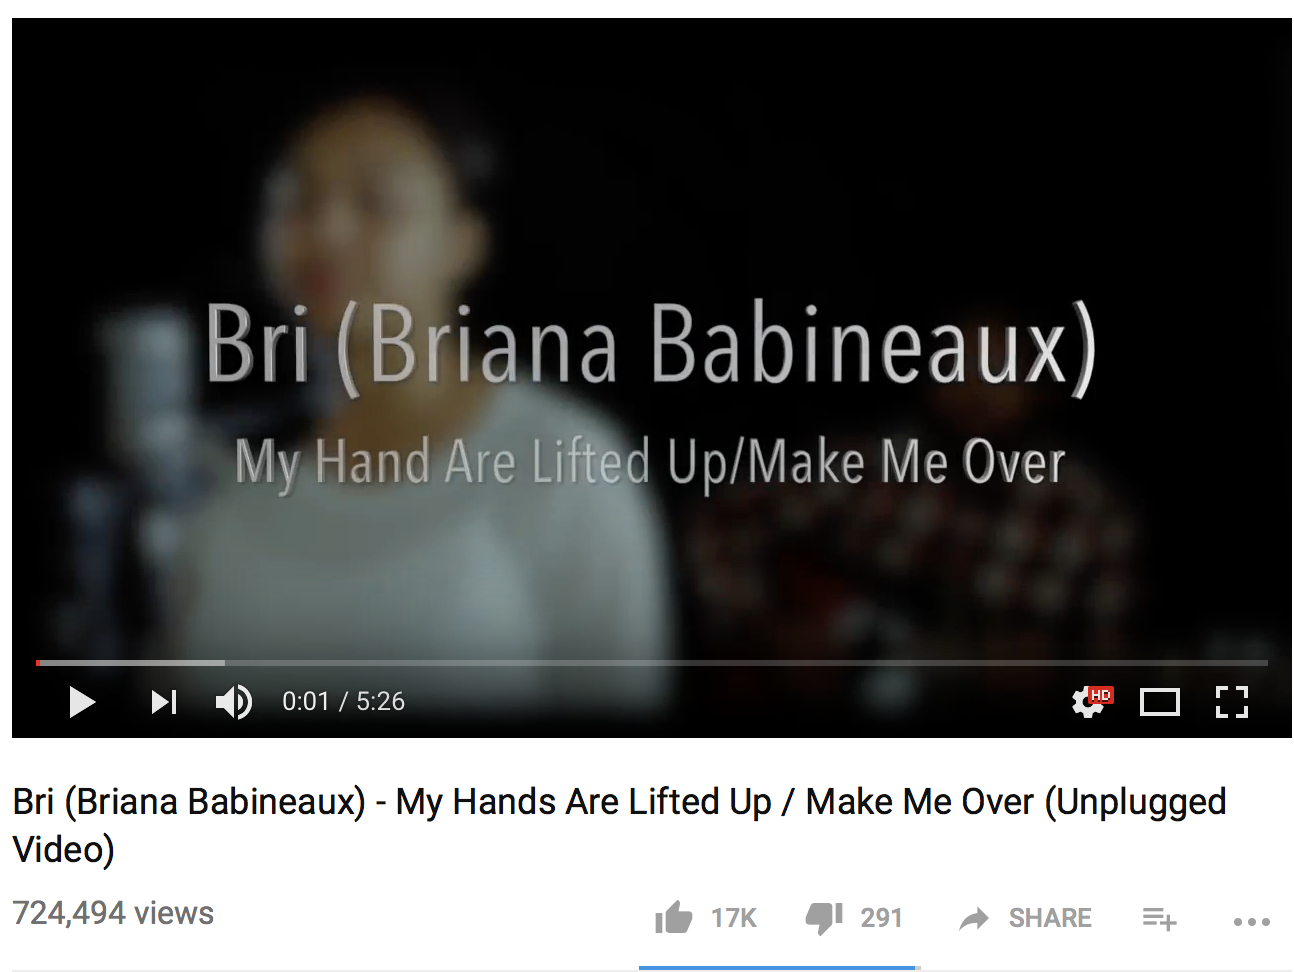 Bri (Briana Babineaux)
My Hand Are Lifted Up/Make Me Over
0:01 / 5:26
HD
Bri (Briana Babineaux) - My Hands Are Lifted Up / Make Me Over (Unplugged
Video)
724,494 views
17K 291 SHARE